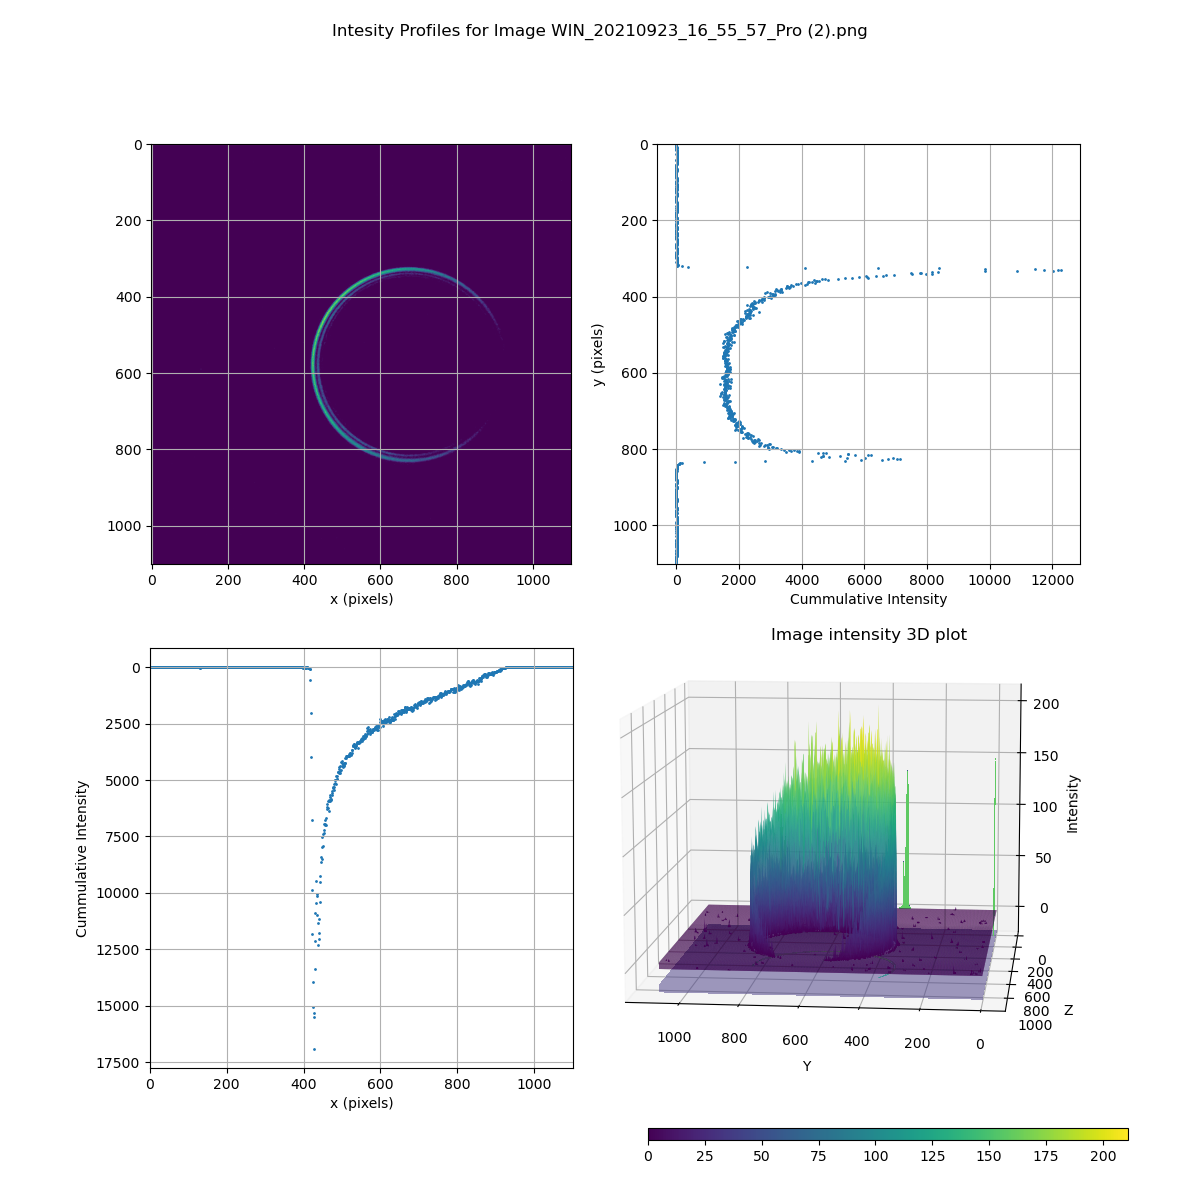 Intesity Profiles for Image WIN_20210923_16_55_57_Pro (2).png
0
200
400
600
800
1000
0 200 400 600 800 1000
x (pixels)
0
200
400
600
800
1000
y (pixels)
0 2000 4000 6000 8000 10000 12000
Cummulative Intensity
0
2500
5000
7500
10000
12500
15000
17500
Cummulative Intensity
0 200 400 600 800 1000
x (pixels)
Image intensity 3D plot
200
150
100
50
0
Intensity
0
200
400
600
800
1000
Z
1000 800 600 400 200 0
Y
0 25 50 75 100 125 150 175 200